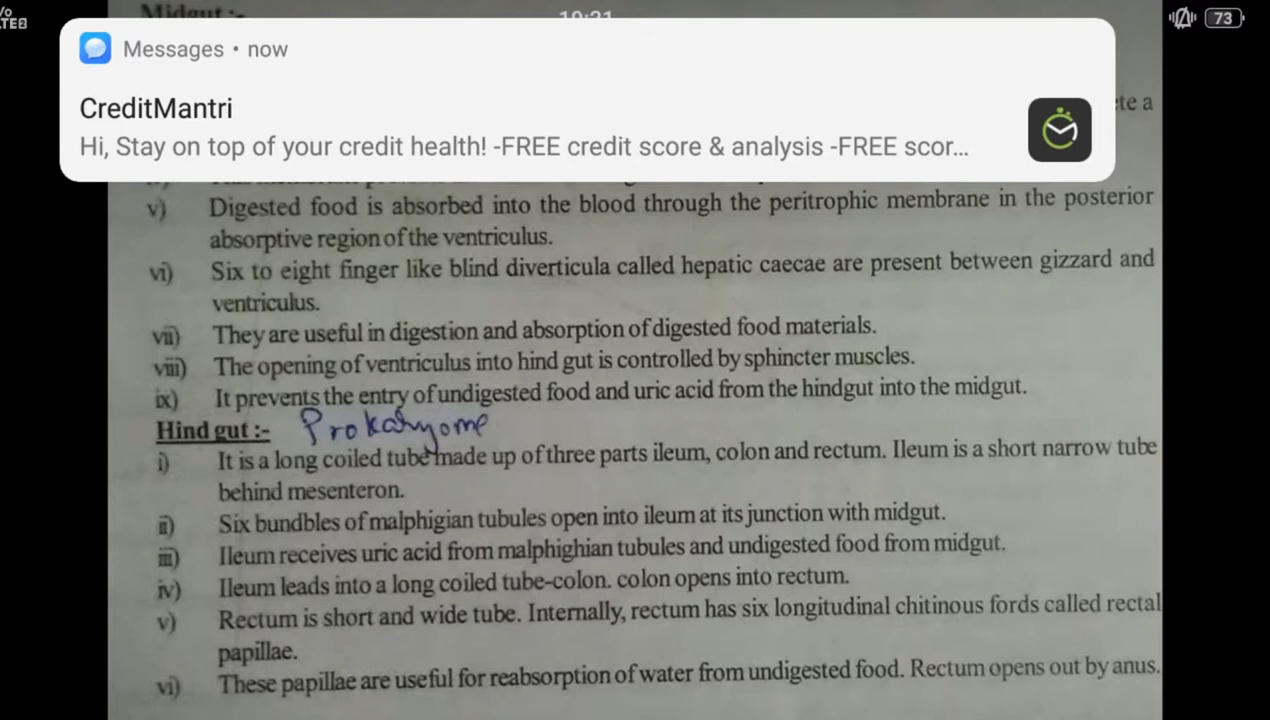 Midgut :-
10:21
73
Messages • now
CreditMantri
Hi, Stay on top of your credit health! -FREE credit score & analysis -FREE scor...
te a
v) Digested food is absorbed into the blood through the peritrophic membrane in the posterior
absorptive region of the ventriculus.
vi) Six to eight finger like blind diverticula called hepatic caecae are present between gizzard and
ventriculus.
vii) They are useful in digestion and absorption of digested food materials.
viii) The opening of ventriculus into hind gut is controlled by sphincter muscles.
ix) It prevents the entry of undigested food and uric acid from the hindgut into the midgut.
Hind gut :- Prokaryome
i) It is a long coiled tube made up of three parts ileum, colon and rectum. Ileum is a short narrow tube
behind mesenteron.
ii) Six bundbles of malphigian tubules open into ileum at its junction with midgut.
iii) Ileum receives uric acid from malphighian tubules and undigested food from midgut.
iv) Ileum leads into a long coiled tube-colon. colon opens into rectum.
v) Rectum is short and wide tube. Internally, rectum has six longitudinal chitinous fords called rectal
papillae.
vi) These papillae are useful for reabsorption of water from undigested food. Rectum opens out by anus.